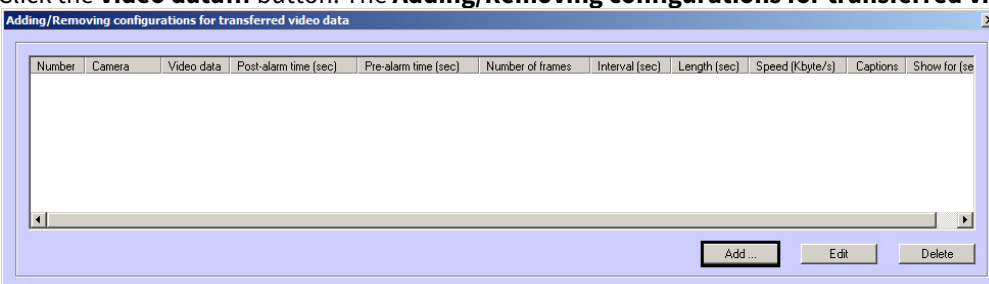 Click the Video datum button. The Adding/Removing configurations for transferred vi
Adding/Removing configurations for transferred video data
Number Camera Video data Post-alarm time (sec) Pre-alarm time (sec) Number of frames Interval (sec) Length (sec) Speed (Kbyte/s) Captions Show for (se
Add ... Edit Delete